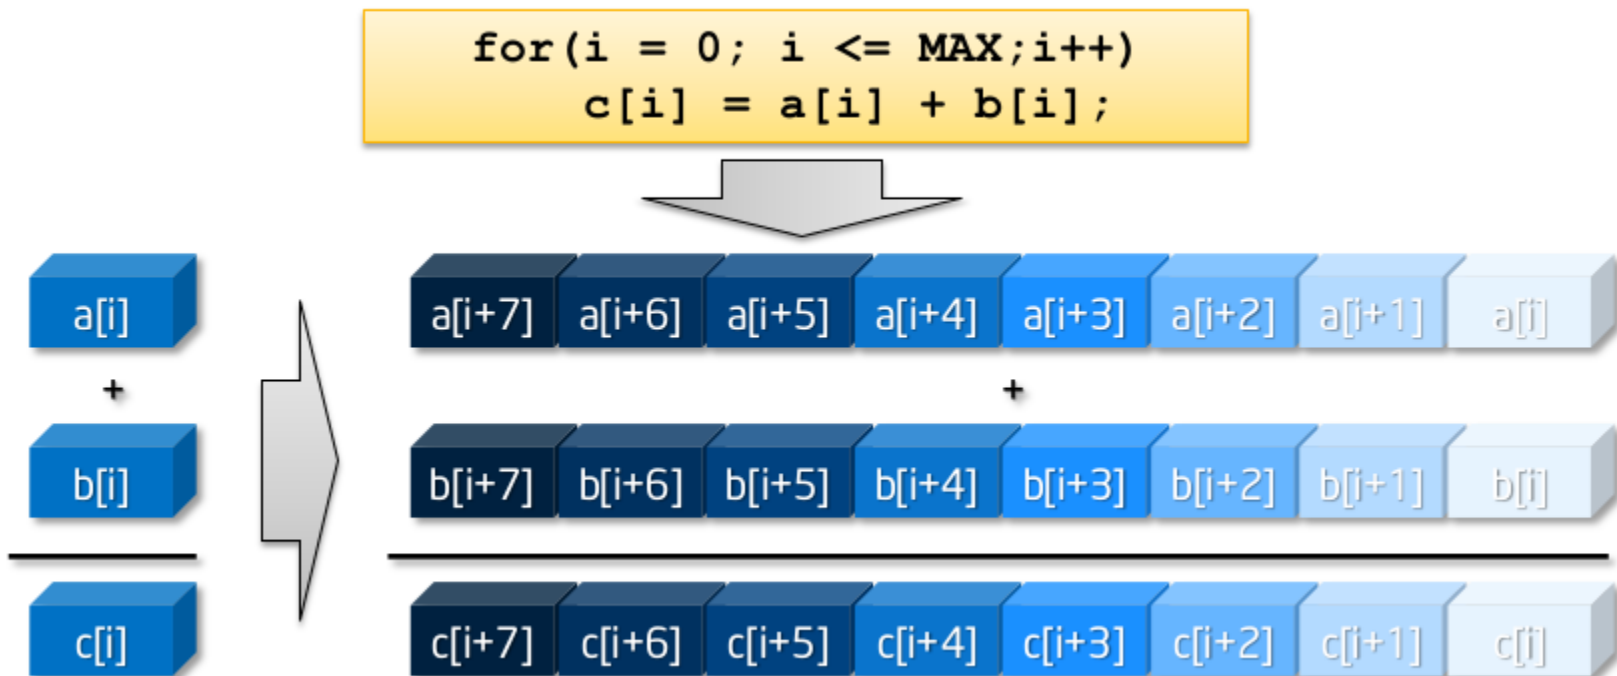 for(i = 0; i <= MAX;i++)
c[i] = a[i] + b[i];
a[i]
a[i+7] a[i+6] a[i+5] a[i+4] a[i+3] a[i+2] a[i+1] a[i]
+
+
b[i]
b[i+7] b[i+6] b[i+5] b[i+4] b[i+3] b[i+2] b[i+1] b[i]
c[i]
c[i+7] c[i+6] c[i+5] c[i+4] c[i+3] c[i+2] c[i+1] c[i]